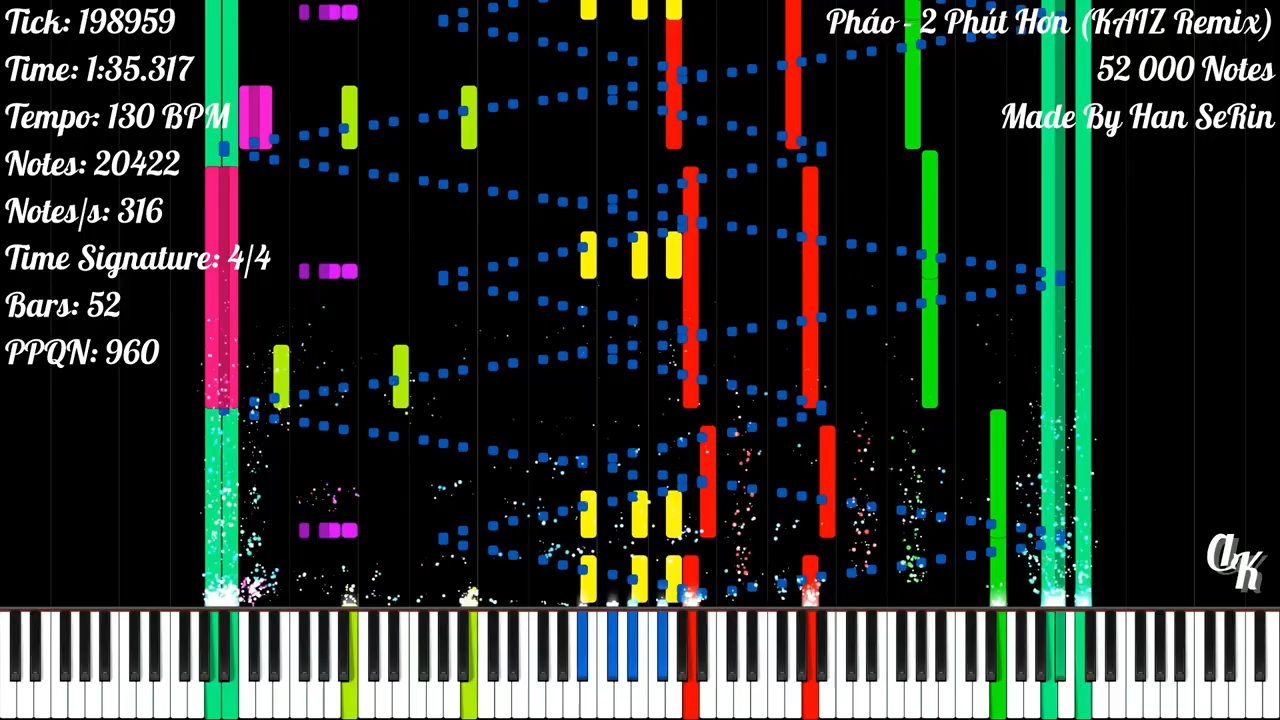 Tick: 198959
Time: 1:35.317
Tempo: 130 BPM
Notes: 20422
Notes/s: 316
Time Signature: 4/4
Bars: 52
PPQN: 960
Pháo - 2 Phút Hơn (KAIZ Remix)
52 000 Notes
Made By Han SeRin
aK